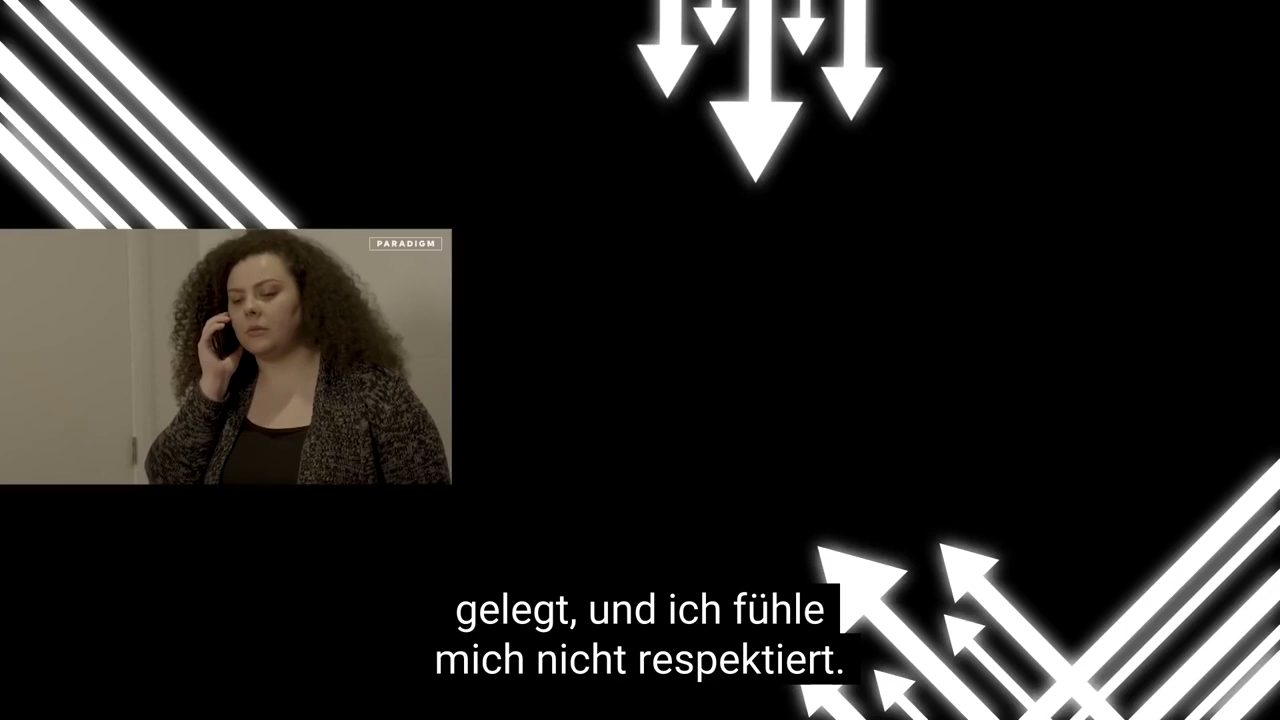 PARADIGM
gelegt, und ich fühle
mich nicht respektiert.